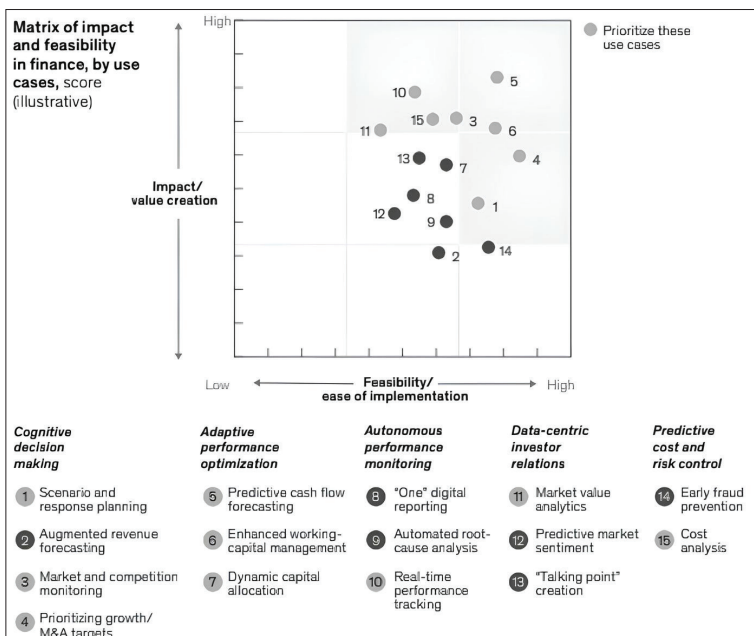 Matrix of impact
and feasibility
in finance, by use
cases, score
(illustrative)
High
Prioritize these
use cases
10
5
15
3
11
6
13
7
4
8
12
1
9
2
14
Impact/
value creation
Low
Feasibility/
ease of implementation
High
Cognitive
decision
making
1 Scenario and
response planning
2 Augmented revenue
forecasting
3 Market and competition
monitoring
4 Prioritizing growth/
M&A targets
Adaptive
performance
optimization
5 Predictive cash flow
forecasting
6 Enhanced working-
capital management
7 Dynamic capital
allocation
Autonomous
performance
monitoring
8 "One" digital
reporting
9 Automated root-
cause analysis
10 Real-time
performance
tracking
Data-centric
investor
relations
11 Market value
analytics
12 Predictive market
sentiment
13 "Talking point"
creation
Predictive
cost and
risk control
14 Early fraud
prevention
15 Cost
analysis